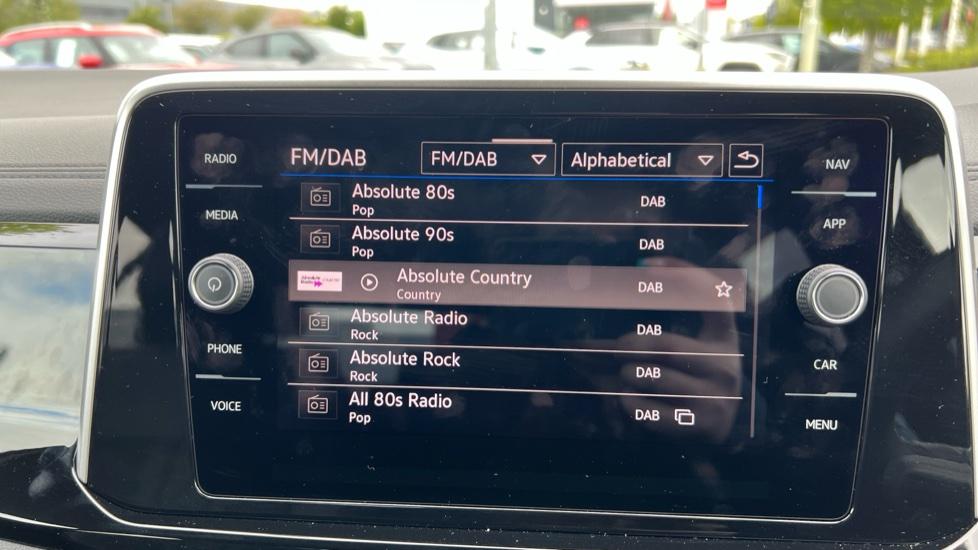 RADIO
FM/DAB
FM/DAB
Alphabetical
NAV
MEDIA
APP
Absolute 80s
Pop
DAB
Absolute 90s
Pop
DAB
Absolute Country
Country
DAB
Absolute Radio
Rock
DAB
PHONE
Absolute Rock
Rock
DAB
CAR
VOICE
All 80s Radio
Pop
DAB
MENU